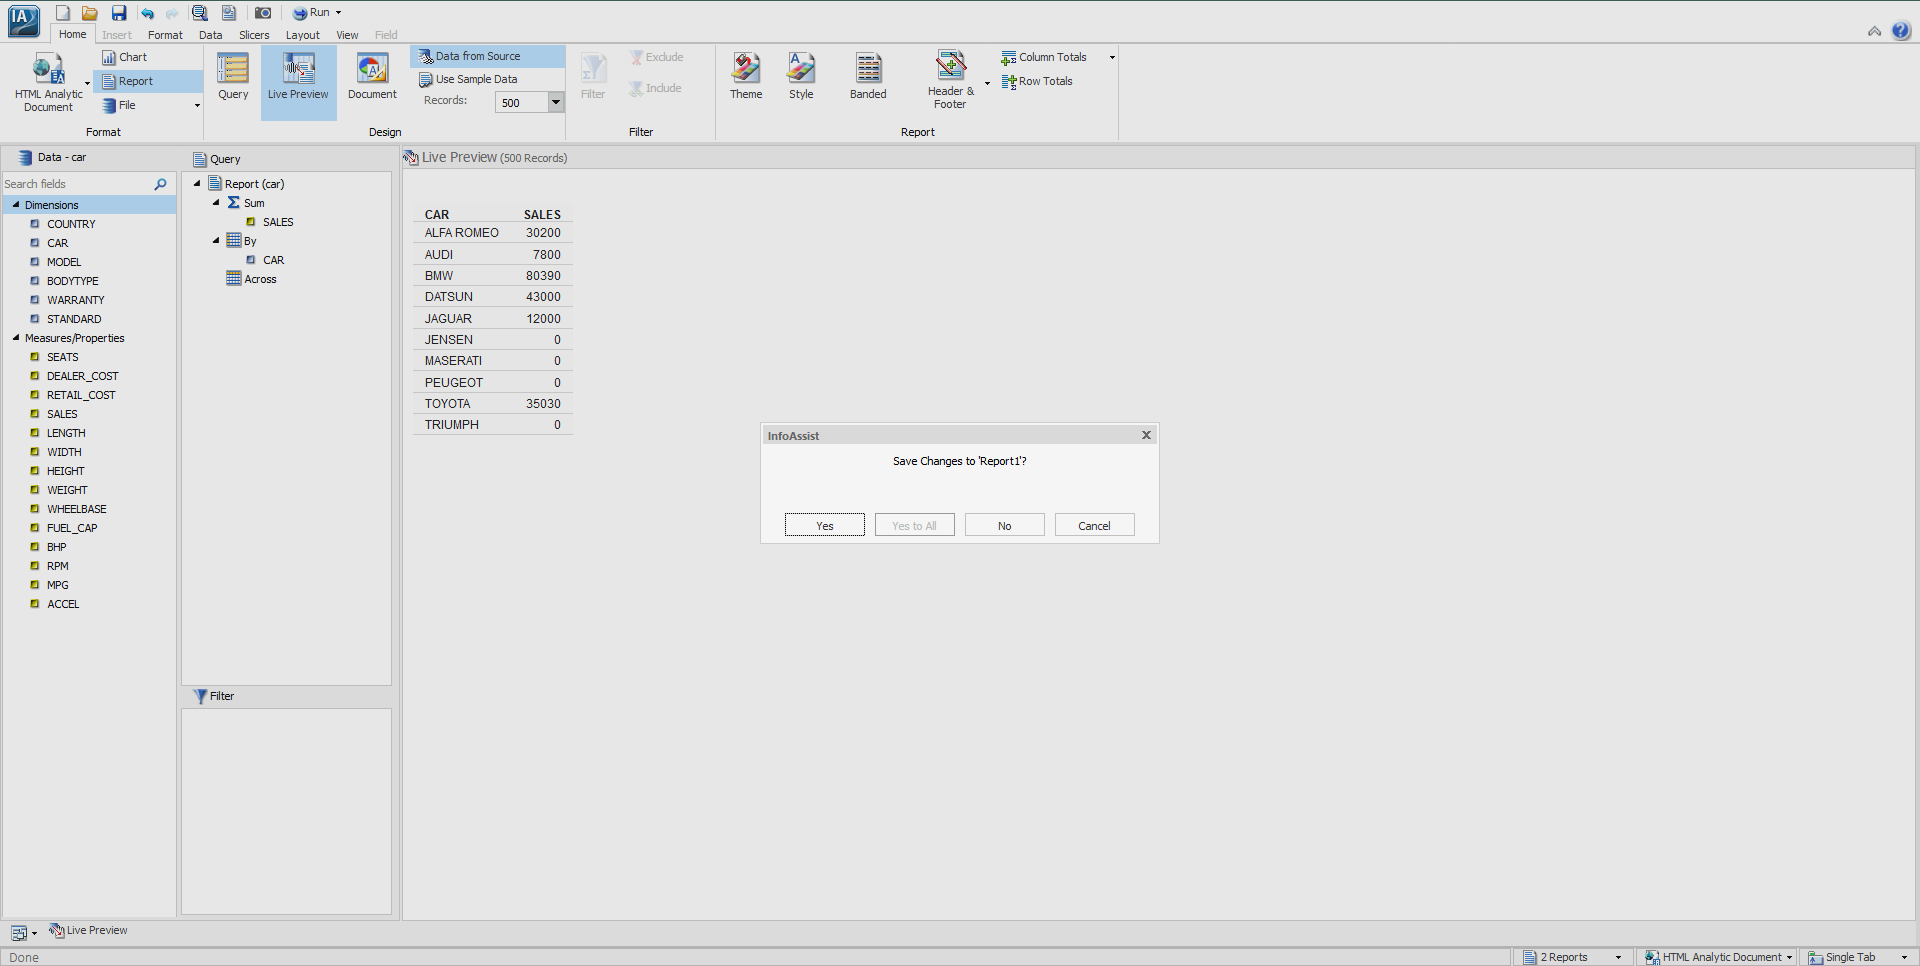 IA
Run
Home Insert Format Data Slicers Layout View Field
HTML Analytic
Document
Chart
Report
File
Format
Query
Live Preview
Document
Data from Source
Use Sample Data
Records: 500
Design
Filter
Exclude
Include
Filter
Theme
Style
Banded
Header &
Footer
Column Totals
Row Totals
Report
Data - car
Search fields
Dimensions
COUNTRY
CAR
MODEL
BODYTYPE
WARRANTY
STANDARD
Measures/Properties
SEATS
DEALER_COST
RETAIL_COST
SALES
LENGTH
WIDTH
HEIGHT
WEIGHT
WHEELBASE
FUEL_CAP
BHP
RPM
MPG
ACCEL
Query
Report (car)
Sum
SALES
By
CAR
Across
Filter
Live Preview (500 Records)
CAR SALES
ALFA ROMEO 30200
AUDI 7800
BMW 80390
DATSUN 43000
JAGUAR 12000
JENSEN 0
MASERATI 0
PEUGEOT 0
TOYOTA 35030
TRIUMPH 0
InfoAssist X
Save Changes to 'Report1'?
Yes Yes to All No Cancel
Live Preview
Done 2 Reports HTML Analytic Document Single Tab